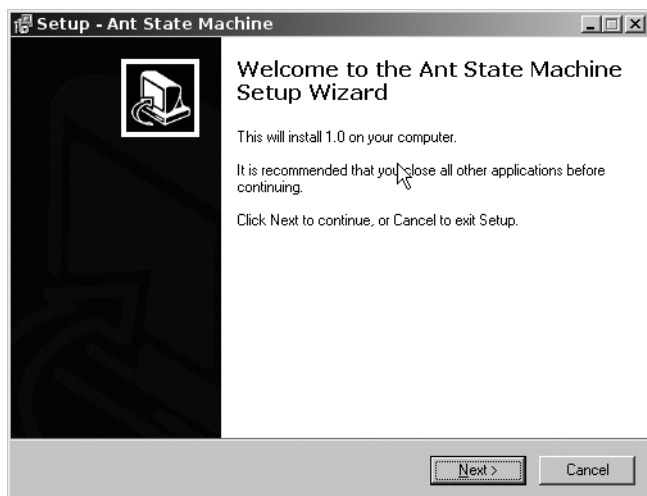 Setup - Ant State Machine
Welcome to the Ant State Machine
Setup Wizard
This will install 1.0 on your computer.
It is recommended that you close all other applications before
continuing.
Click Next to continue, or Cancel to exit Setup.
Next >
Cancel